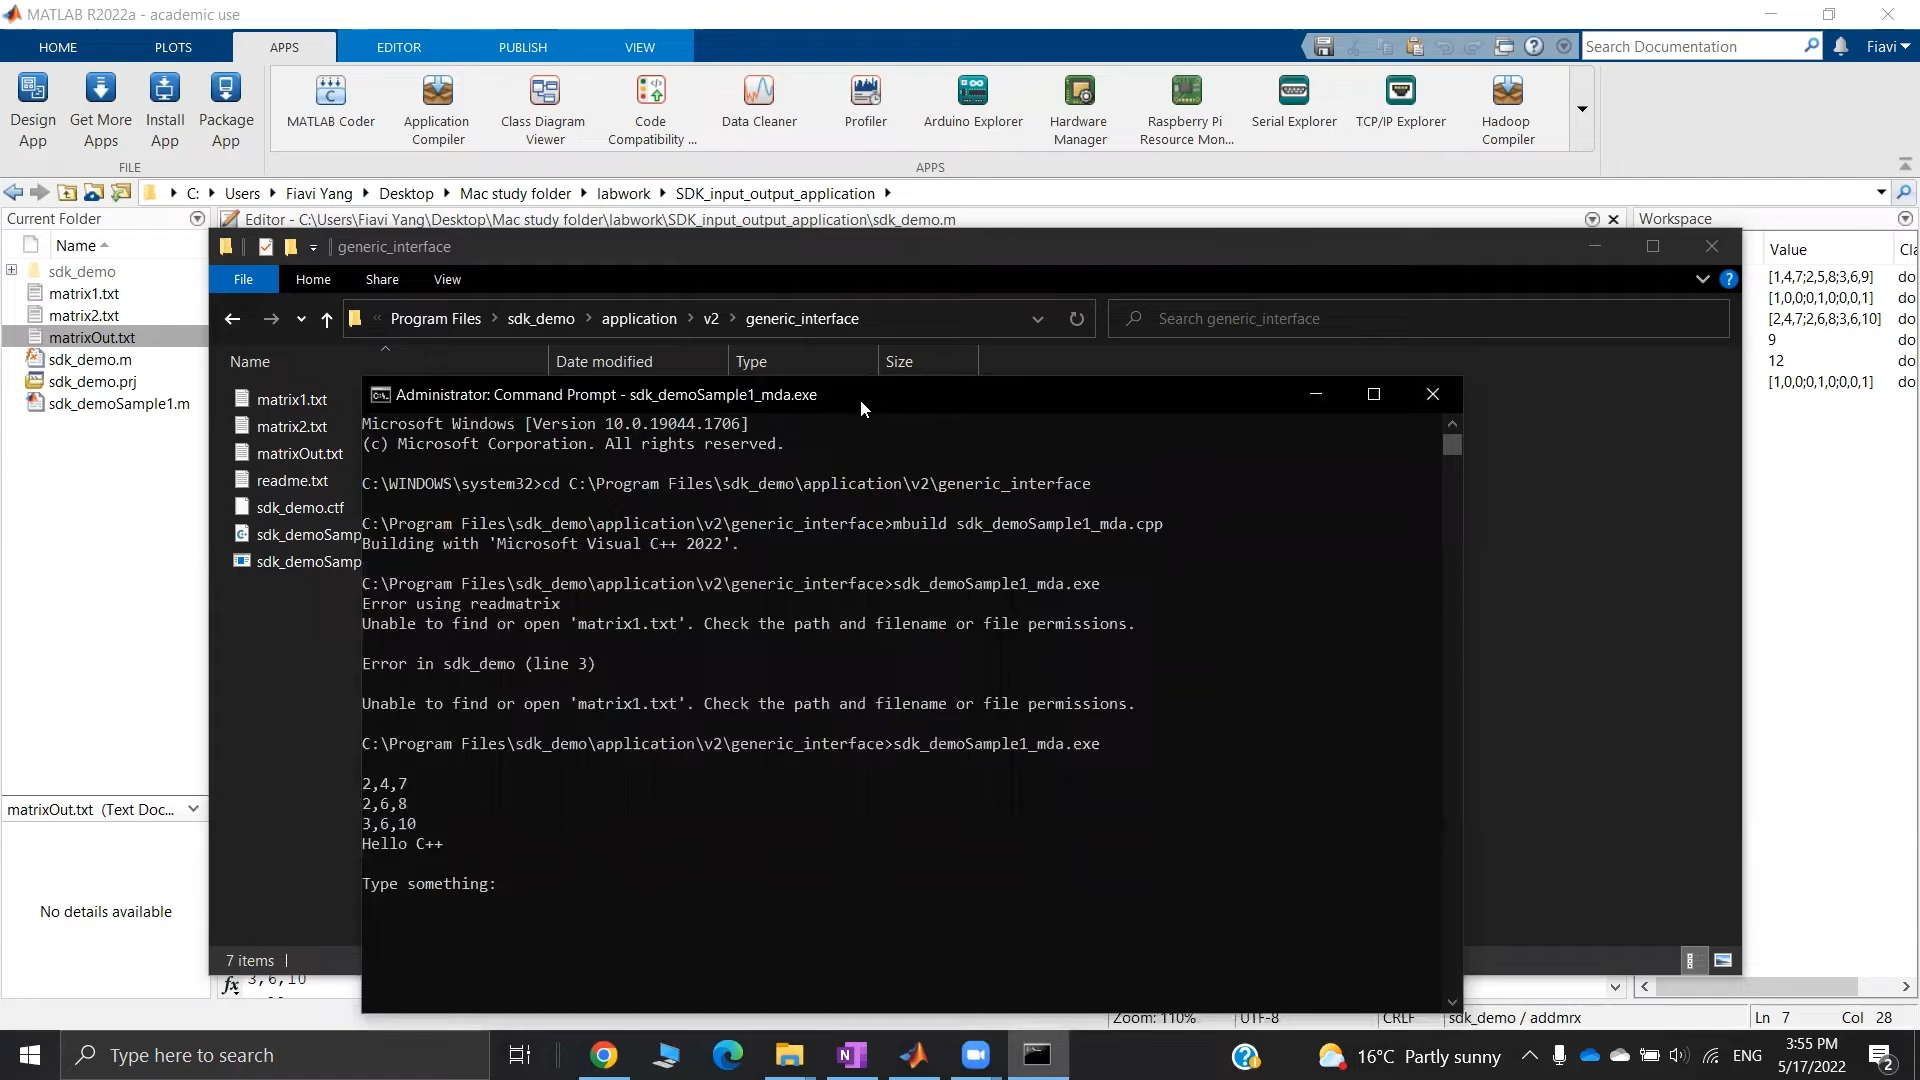 MATLAB R2022a - academic use
HOME PLOTS APPS EDITOR PUBLISH VIEW
Search Documentation
Fiavi
Design App
Get More Apps
Install App
Package App
MATLAB Coder
Application Compiler
Class Diagram Viewer
Code Compatibility ...
Data Cleaner
Profiler
Arduino Explorer
Hardware Manager
Raspberry Pi Resource Mon...
Serial Explorer
TCP/IP Explorer
Hadoop Compiler
FILE
APPS
C: Users Fiavi Yang Desktop Mac study folder labwork SDK_input_output_application
Current Folder
Editor - C:\Users\Fiavi Yang\Desktop\Mac study folder\labwork\SDK_input_output_application\sdk_demo.m
Workspace
Name
sdk_demo
matrix1.txt
matrix2.txt
matrixOut.txt
sdk_demo.m
sdk_demo.prj
sdk_demoSample1.m
matrixOut.txt (Text Doc...
No details available
generic_interface
File Home Share View
Program Files sdk_demo application v2 generic_interface
Search generic_interface
Name Date modified Type Size
matrix1.txt
matrix2.txt
matrixOut.txt
readme.txt
sdk_demo.ctf
sdk_demoSamp
sdk_demoSamp
7 items
Administrator: Command Prompt - sdk_demoSample1_mda.exe
Microsoft Windows [Version 10.0.19044.1706]
(c) Microsoft Corporation. All rights reserved.
C:\WINDOWS\system32>cd C:\Program Files\sdk_demo\application\v2\generic_interface
C:\Program Files\sdk_demo\application\v2\generic_interface>mbuild sdk_demoSample1_mda.cpp
Building with 'Microsoft Visual C++ 2022'.
C:\Program Files\sdk_demo\application\v2\generic_interface>sdk_demoSample1_mda.exe
Error using readmatrix
Unable to find or open 'matrix1.txt'. Check the path and filename or file permissions.
Error in sdk_demo (line 3)
Unable to find or open 'matrix1.txt'. Check the path and filename or file permissions.
C:\Program Files\sdk_demo\application\v2\generic_interface>sdk_demoSample1_mda.exe
2,4,7
2,6,8
3,6,10
Hello C++
Type something:
Value
[1,4,7;2,5,8;3,6,9] do
[1,0,0;0,1,0;0,0,1] do
[2,4,7;2,6,8;3,6,10] do
9 do
12 do
[1,0,0;0,1,0;0,0,1] do
fx 3,6,10
Zoom: 110% UTF-8 CRLF sdk_demo / addmrx Ln 7 Col 28
Type here to search
16°C Partly sunny
ENG
3:55 PM
5/17/2022
2